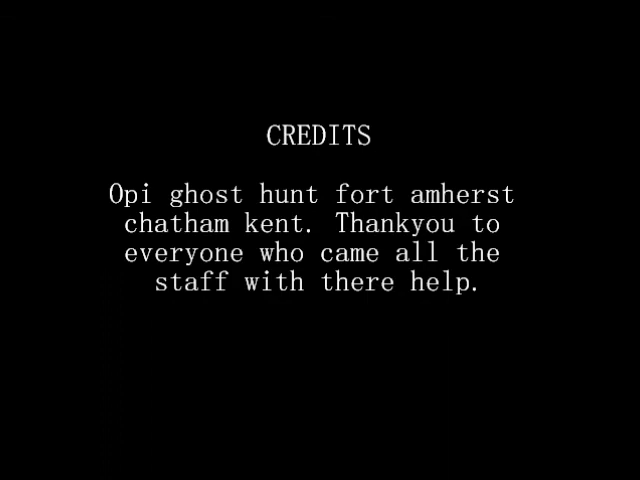 CREDITS
Opi ghost hunt fort amherst
chatham kent. Thankyou to
everyone who came all the
staff with there help.